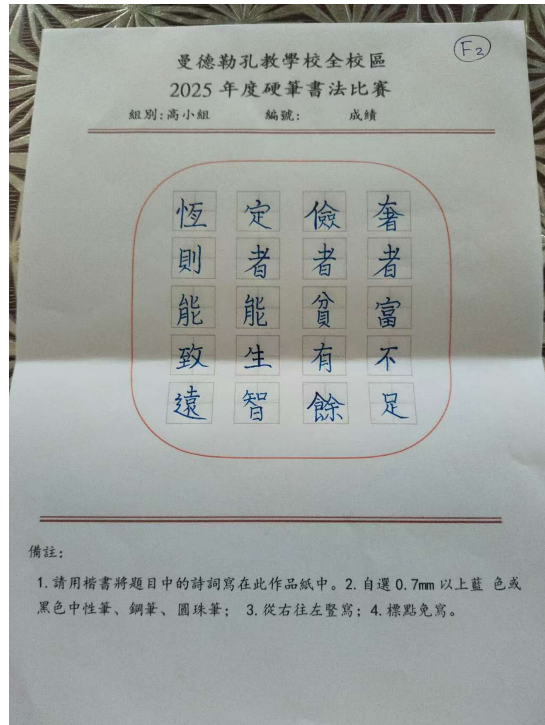 F2
曼德勒孔教學校全校區
2025 年度硬筆書法比賽
組別:高小組 編號: 成績
奢者富不足
儉者貧有餘
定者能生智
恆則能致遠
備註:
1.請用楷書將題目中的詩詞寫在此作品紙中。2.自選0.7mm以上藍 色或
黑色中性筆、鋼筆、圓珠筆; 3.從右往左豎寫;4.標點免寫。